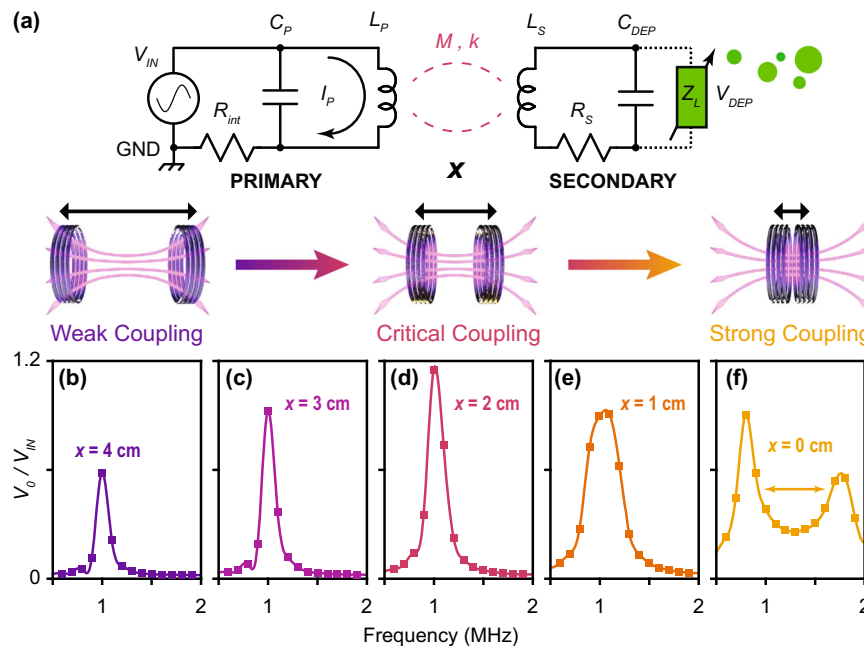 (a)
C_P
L_P
M , k
L_S
C_DEP
V_IN
I_P
Z_L
V_DEP
R_int
R_S
GND
PRIMARY
x
SECONDARY
Weak Coupling
Critical Coupling
Strong Coupling
1.2
(b)
(c)
(d)
(e)
(f)
x = 4 cm
x = 3 cm
x = 2 cm
x = 1 cm
x = 0 cm
V_0 / V_IN
0
1 2 1 2 1 2 1 2 1 2
Frequency (MHz)